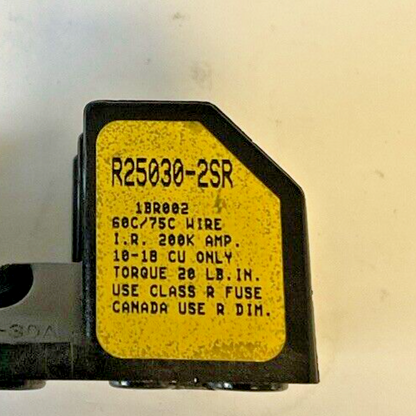 R25030-2SR
1BR002
60C/75C WIRE
I.R. 200K AMP.
10-18 CU ONLY
TORQUE 20 LB.IN.
USE CLASS R FUSE
CANADA USE R DIM.
-30A